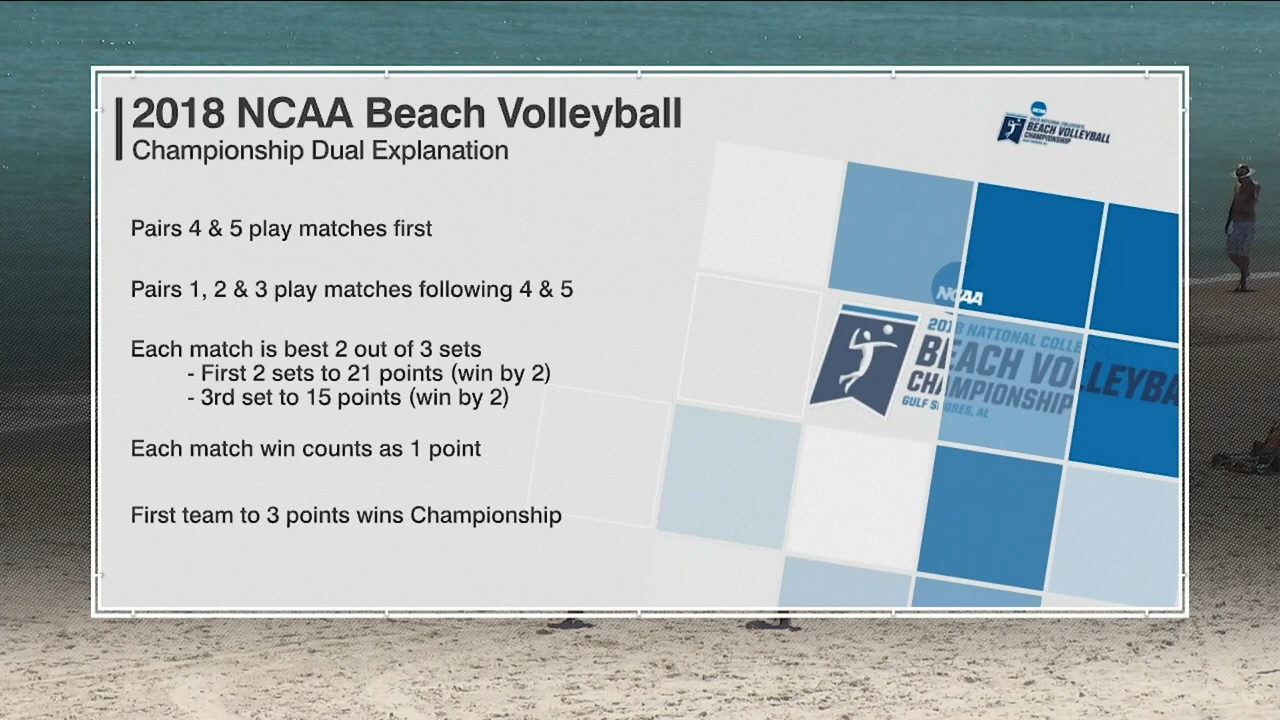 2018 NCAA Beach Volleyball
Championship Dual Explanation
NCAA
BEACH VOLLEYBALL
CHAMPIONSHIP
Pairs 4 & 5 play matches first
Pairs 1, 2 & 3 play matches following 4 & 5
Each match is best 2 out of 3 sets
- First 2 sets to 21 points (win by 2)
- 3rd set to 15 points (win by 2)
Each match win counts as 1 point
First team to 3 points wins Championship
NCAA
2018 NATIONAL COLLE
BEACH VOLLEYBA
CHAMPIONSHIP
GULF SHORES, AL